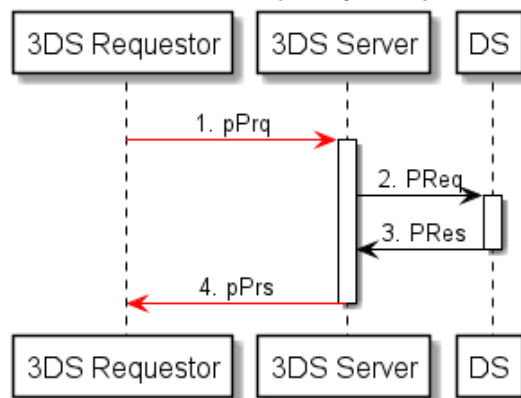 3DS Requestor 3DS Server DS
1. pPrq
2. PReq
3. PRes
4. pPrs
3DS Requestor 3DS Server DS